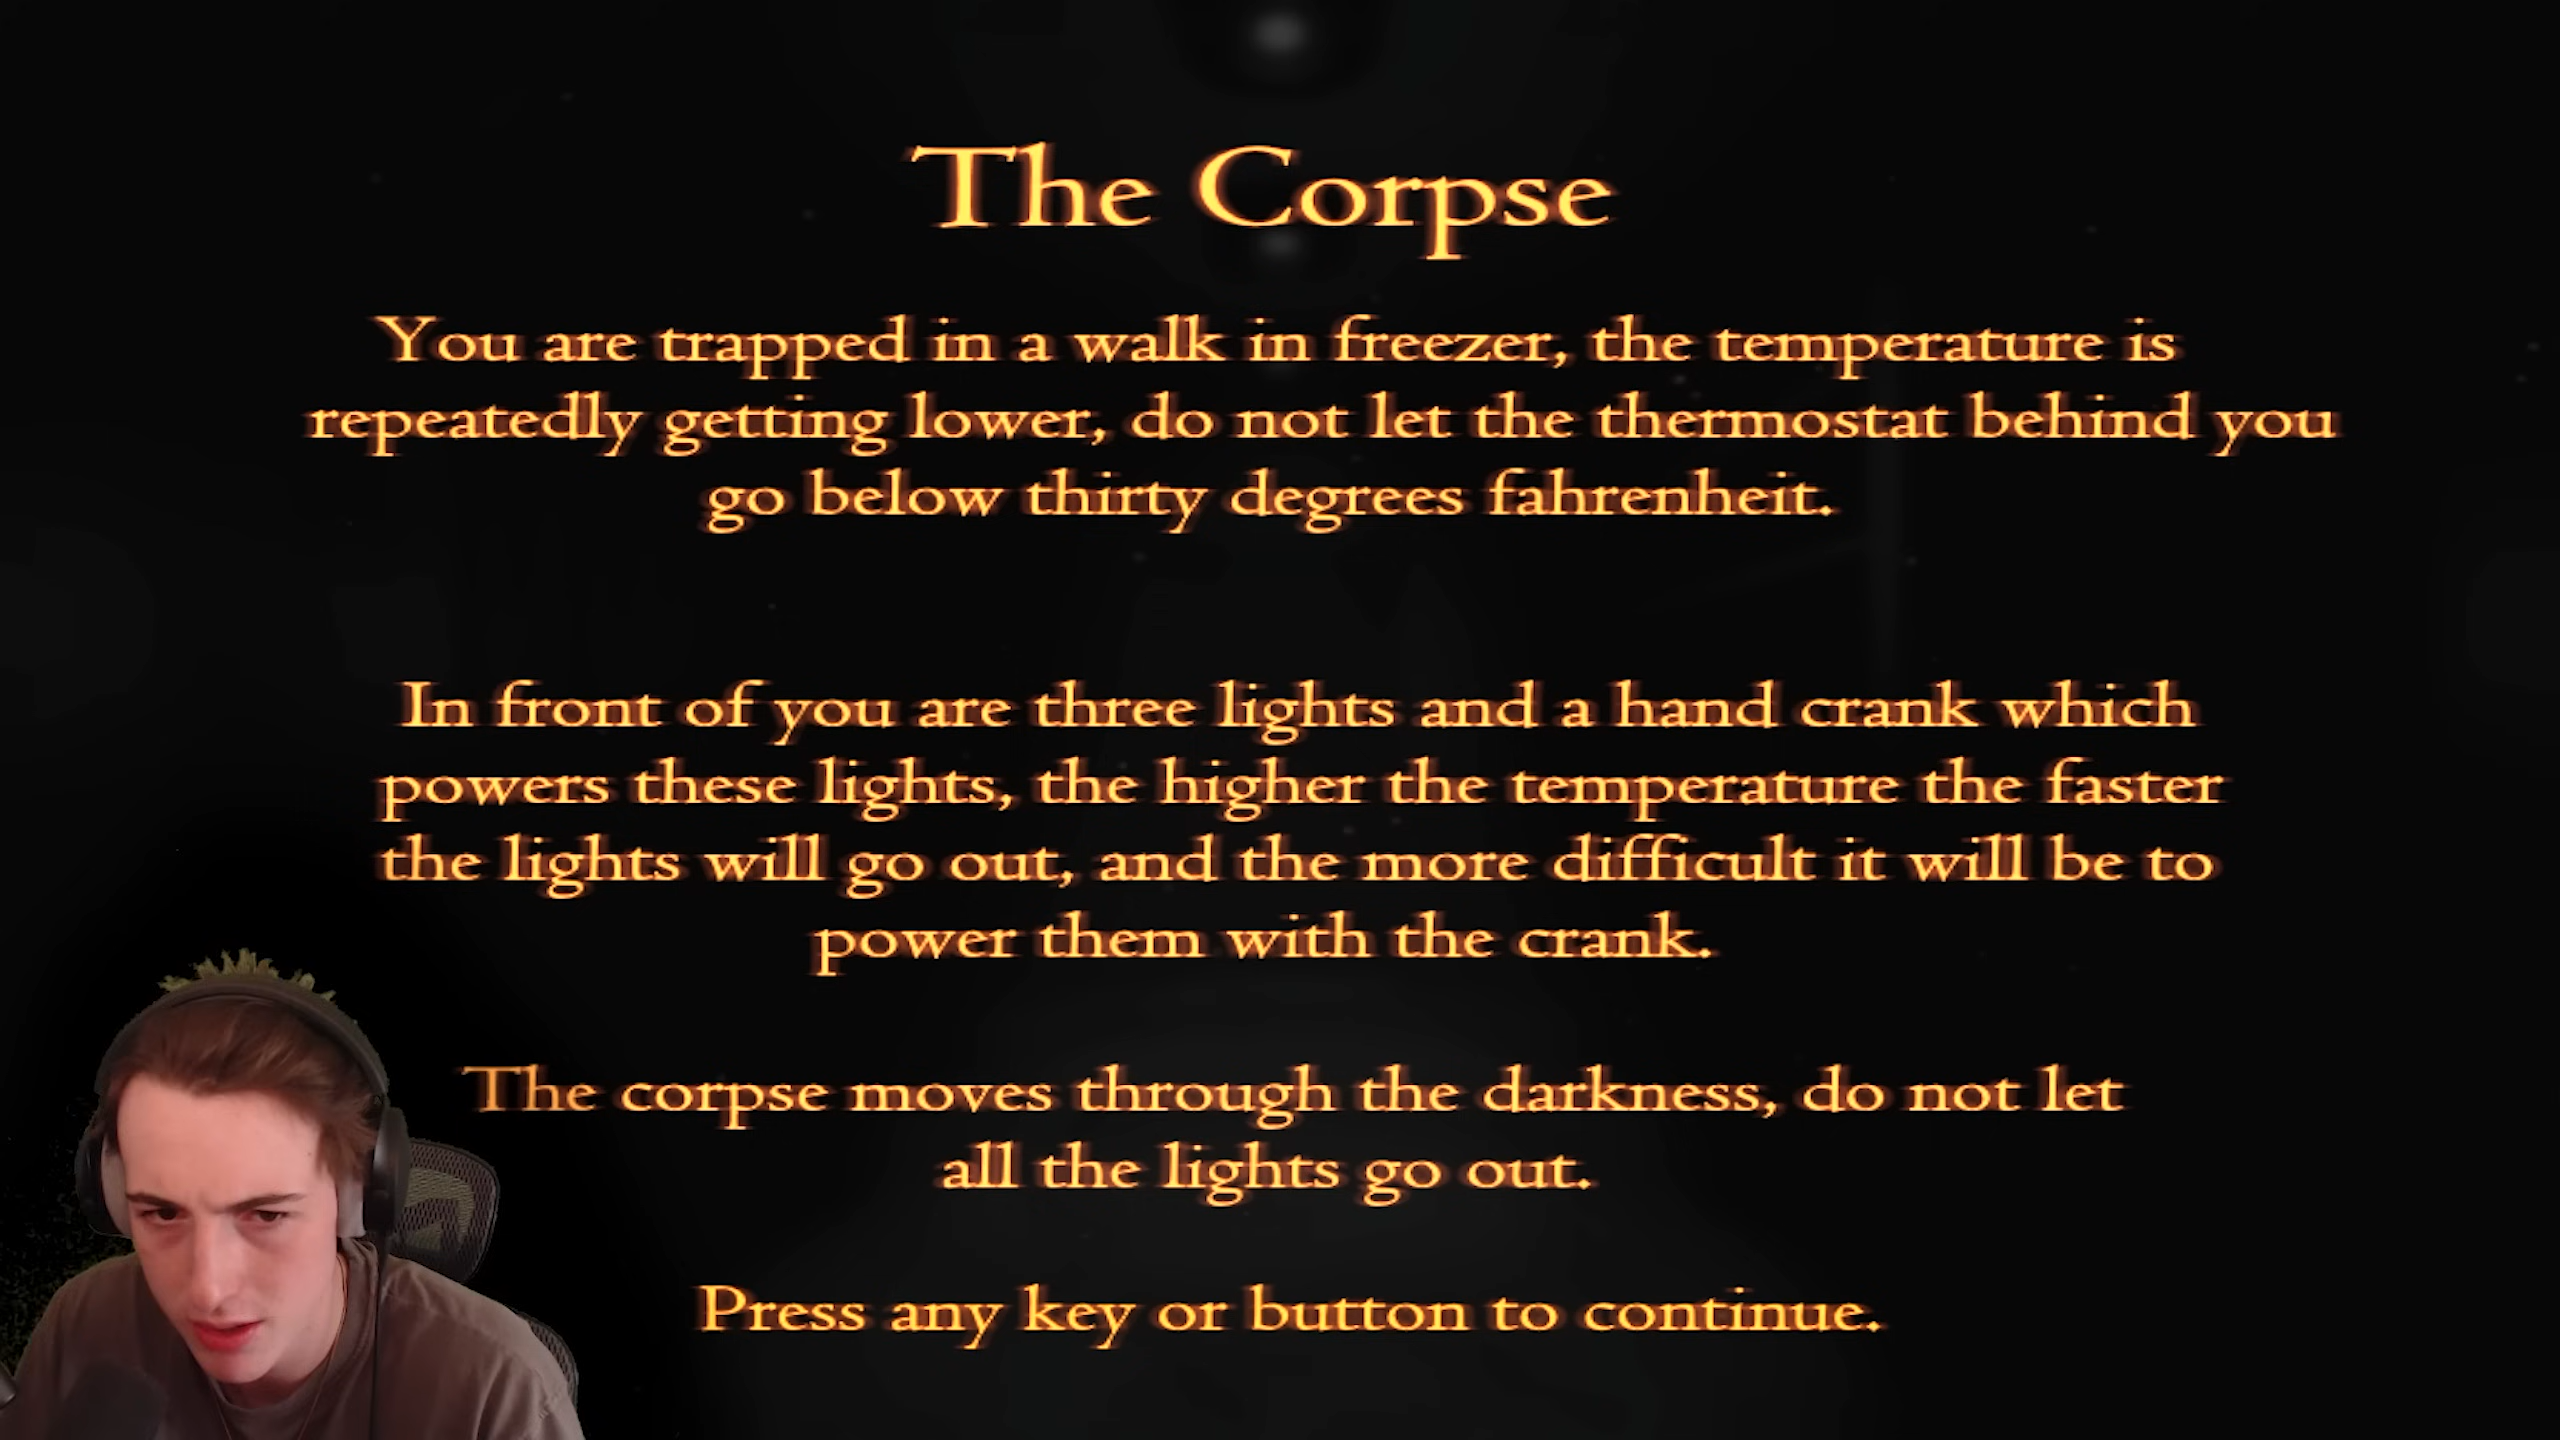 The Corpse
You are trapped in a walk in freezer, the temperature is
repeatedly getting lower, do not let the thermostat behind you
go below thirty degrees fahrenheit.
In front of you are three lights and a hand crank which
powers these lights, the higher the temperature the faster
the lights will go out, and the more difficult it will be to
power them with the crank.
The corpse moves through the darkness, do not let
all the lights go out.
Press any key or button to continue.